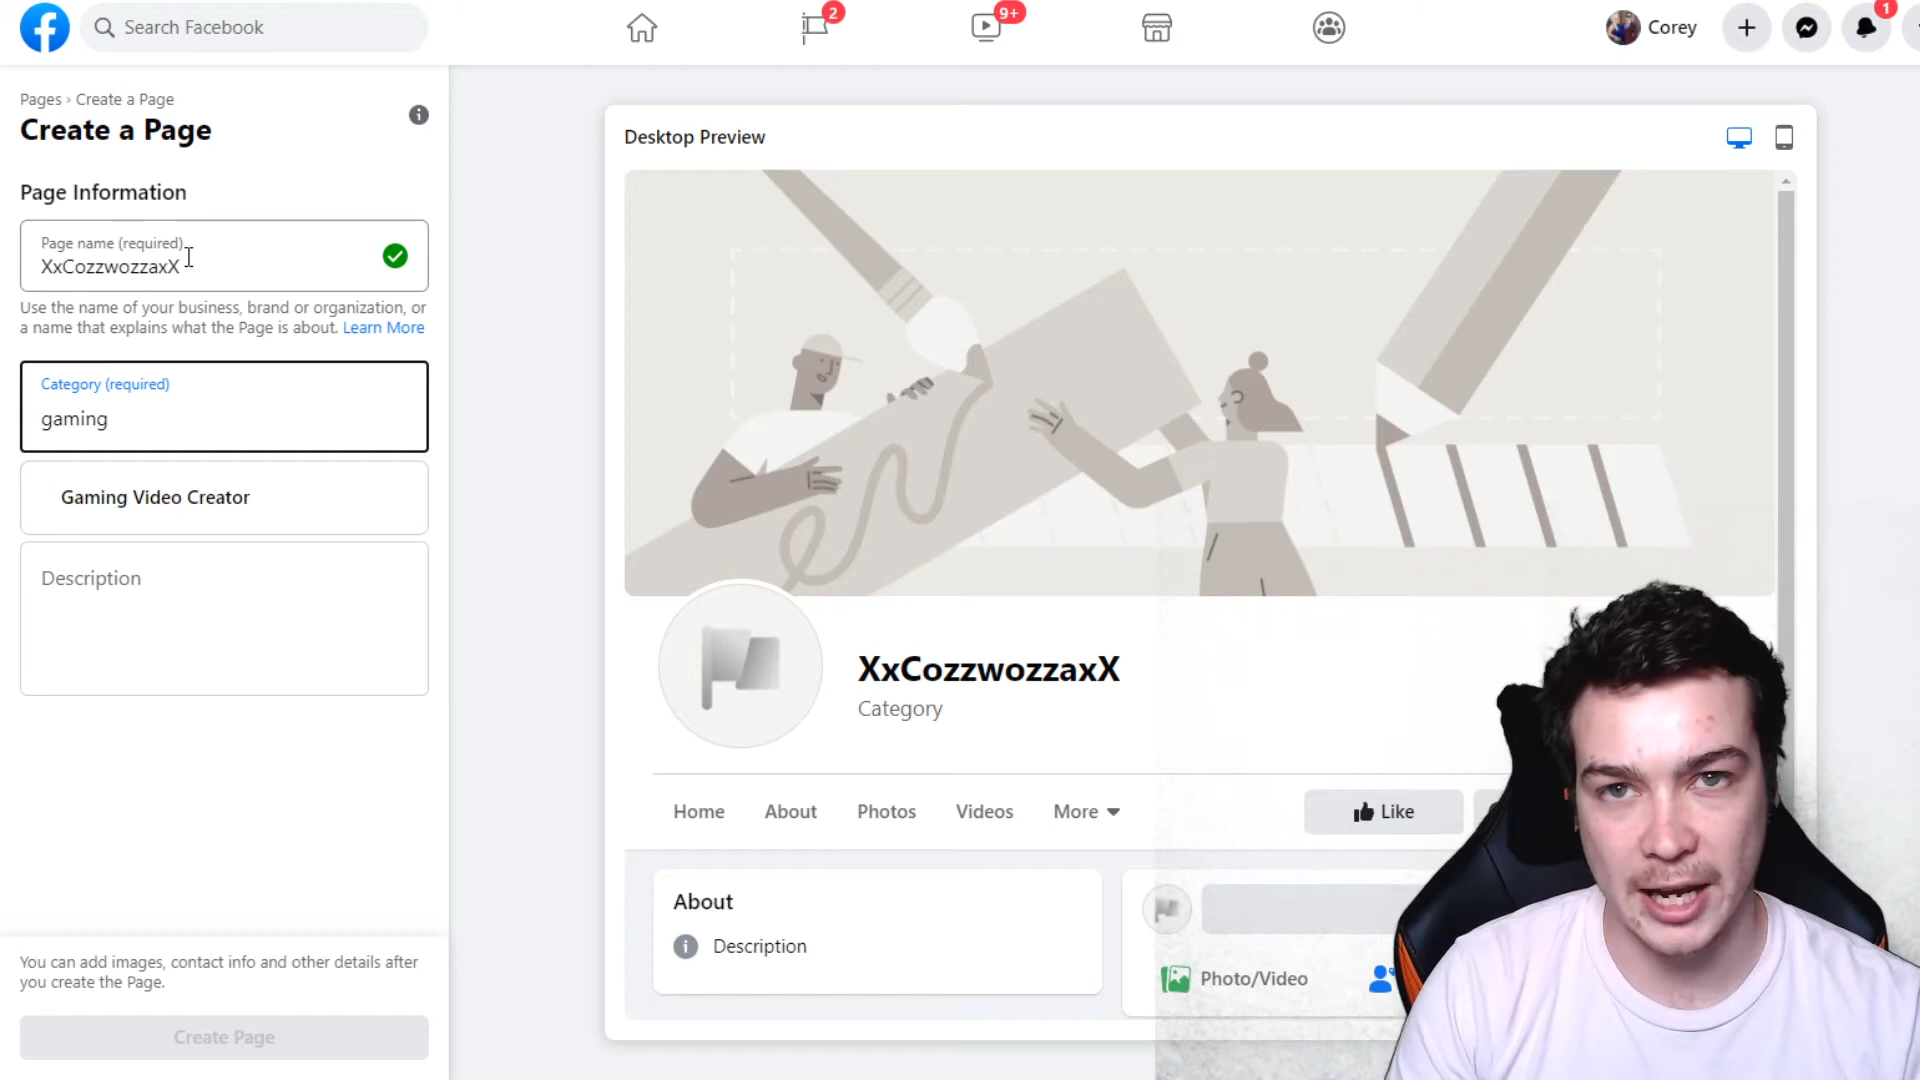 Search Facebook
2
9+
Corey
1
Pages › Create a Page
Create a Page
Page Information
Page name (required)
XxCozzwozzaxX
Use the name of your business, brand or organization, or
a name that explains what the Page is about. Learn More
Category (required)
gaming
Gaming Video Creator
Description
You can add images, contact info and other details after
you create the Page.
Create Page
Desktop Preview
XxCozzwozzaxX
Category
Home
About
Photos
Videos
More
Like
About
Description
Photo/Video